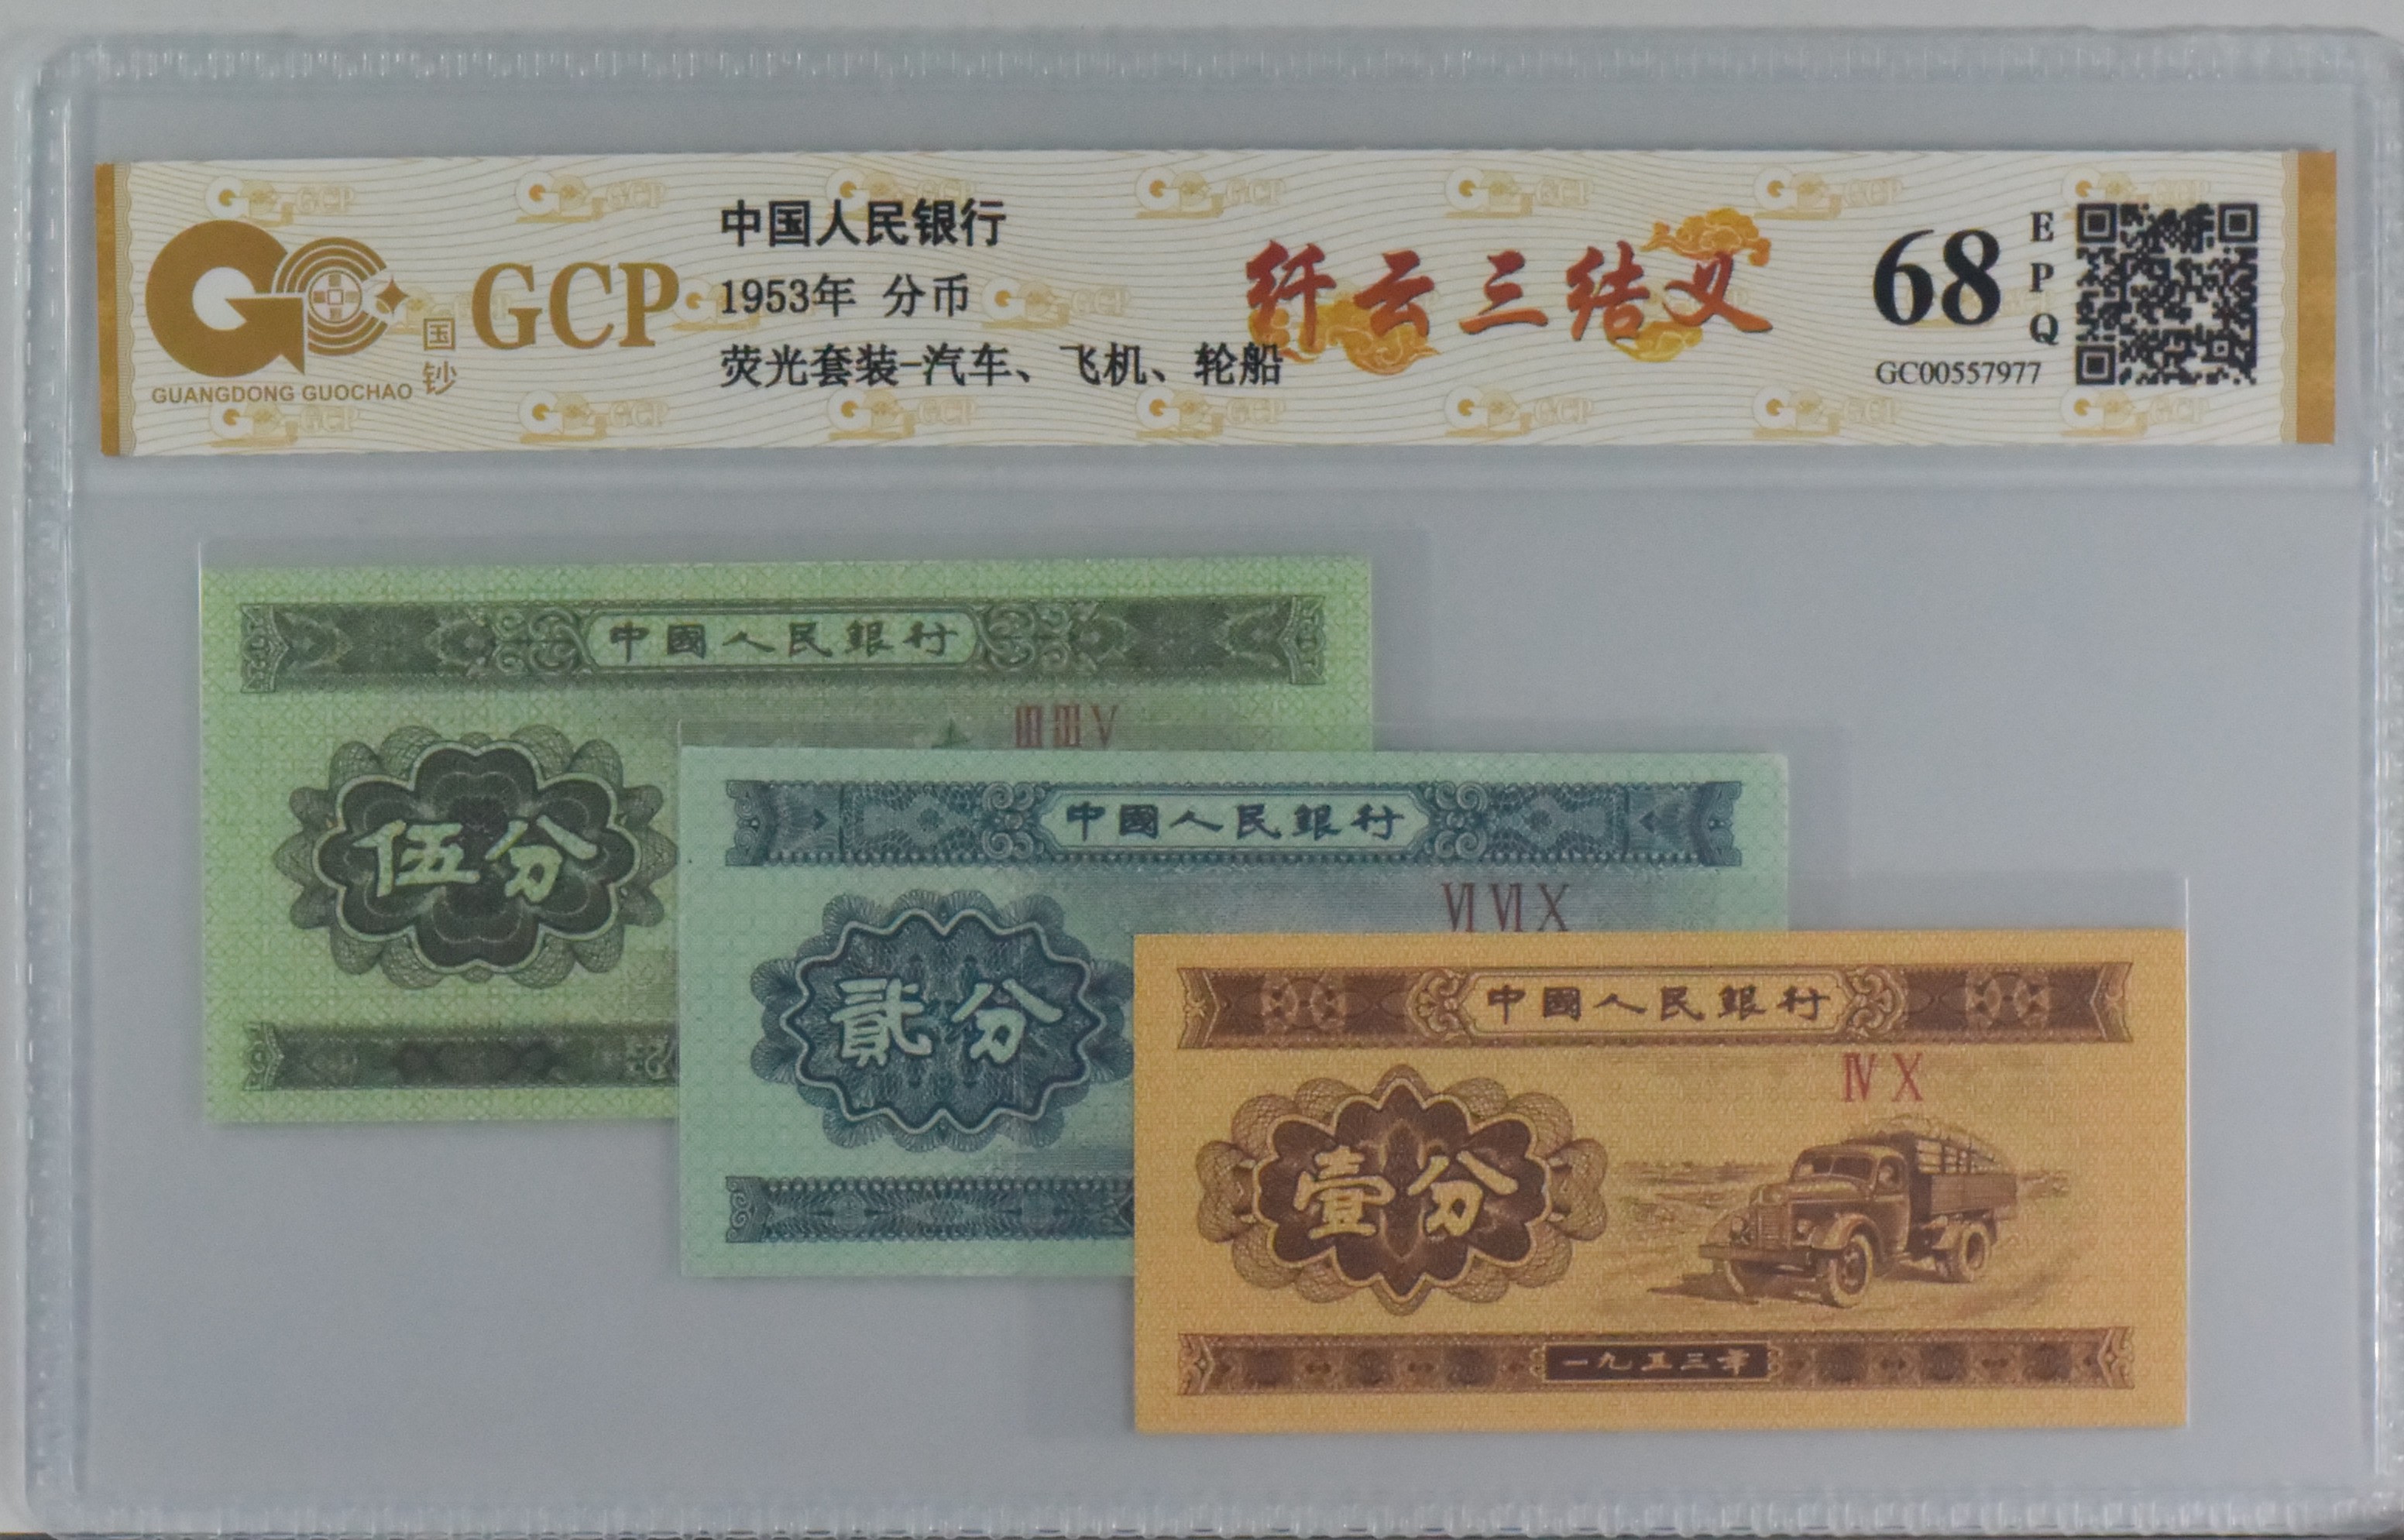 中国人民银行
1953年 分币
荧光套装-汽车、飞机、轮船
GCP
国钞
GUANGDONG GUOCHAO
纤云三结义
68
EPQ
GC00557977
中國人民銀行
ⅢⅢⅤ
伍分
中國人民銀行
ⅥⅥⅩ
貳分
中國人民銀行
ⅣⅩ
壹分
一九五三年